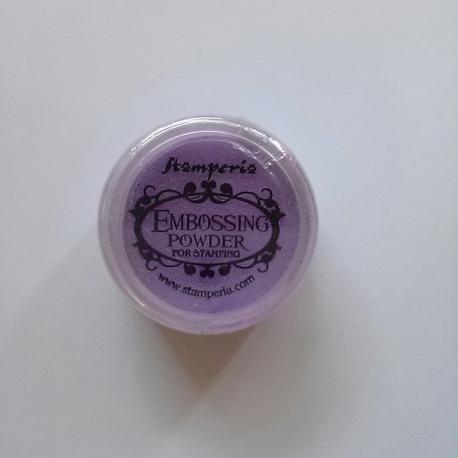 Stamperia
EMBOSSING
POWDER
FOR STAMPING
www.stamperia.com